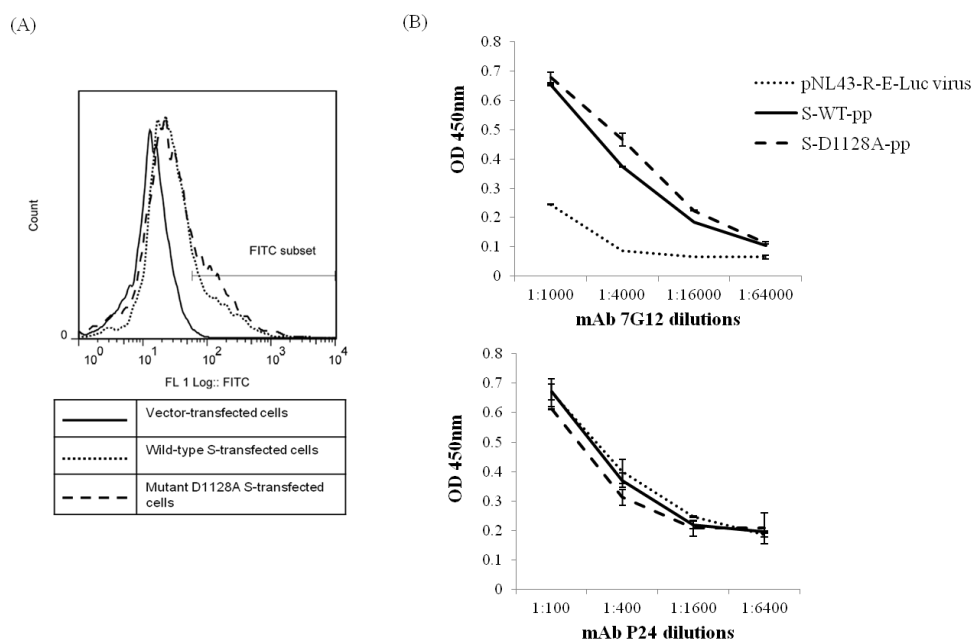 (A)
Count
0
FITC subset
10^0 10^1 10^2 10^3 10^4
FL 1 Log:: FITC
Vector-transfected cells
Wild-type S-transfected cells
Mutant D1128A S-transfected
cells
(B)
OD 450nm
0.8
0.7
0.6
0.5
0.4
0.3
0.2
0.1
0
1:1000 1:4000 1:16000 1:64000
mAb 7G12 dilutions
pNL43-R-E-Luc virus
S-WT-pp
S-D1128A-pp
OD 450nm
0.8
0.7
0.6
0.5
0.4
0.3
0.2
0.1
0
1:100 1:400 1:1600 1:6400
mAb P24 dilutions